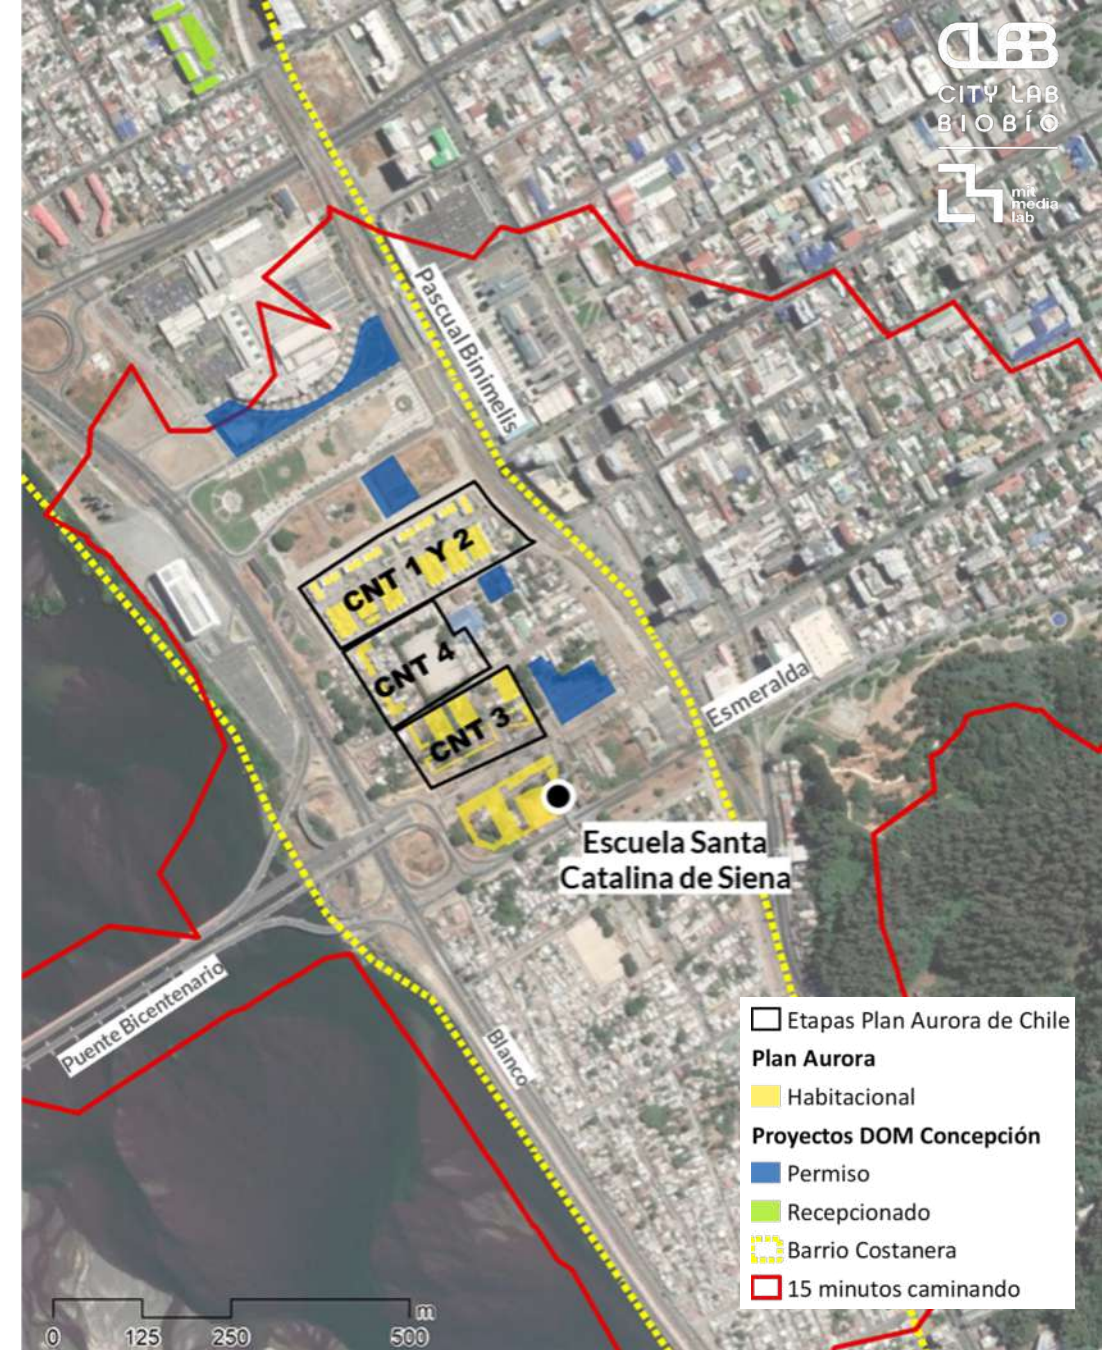 CLBB
CITY LAB
BIOBÍO
mit
media
lab
Pascual Binimelis
CNT 1 Y 2
CNT 4
CNT 3
Esmeralda
Escuela Santa
Catalina de Siena
Puente Bicentenario
Blanco
Etapas Plan Aurora de Chile
Plan Aurora
Habitacional
Proyectos DOM Concepción
Permiso
Recepcionado
Barrio Costanera
15 minutos caminando
m
0 125 250 500